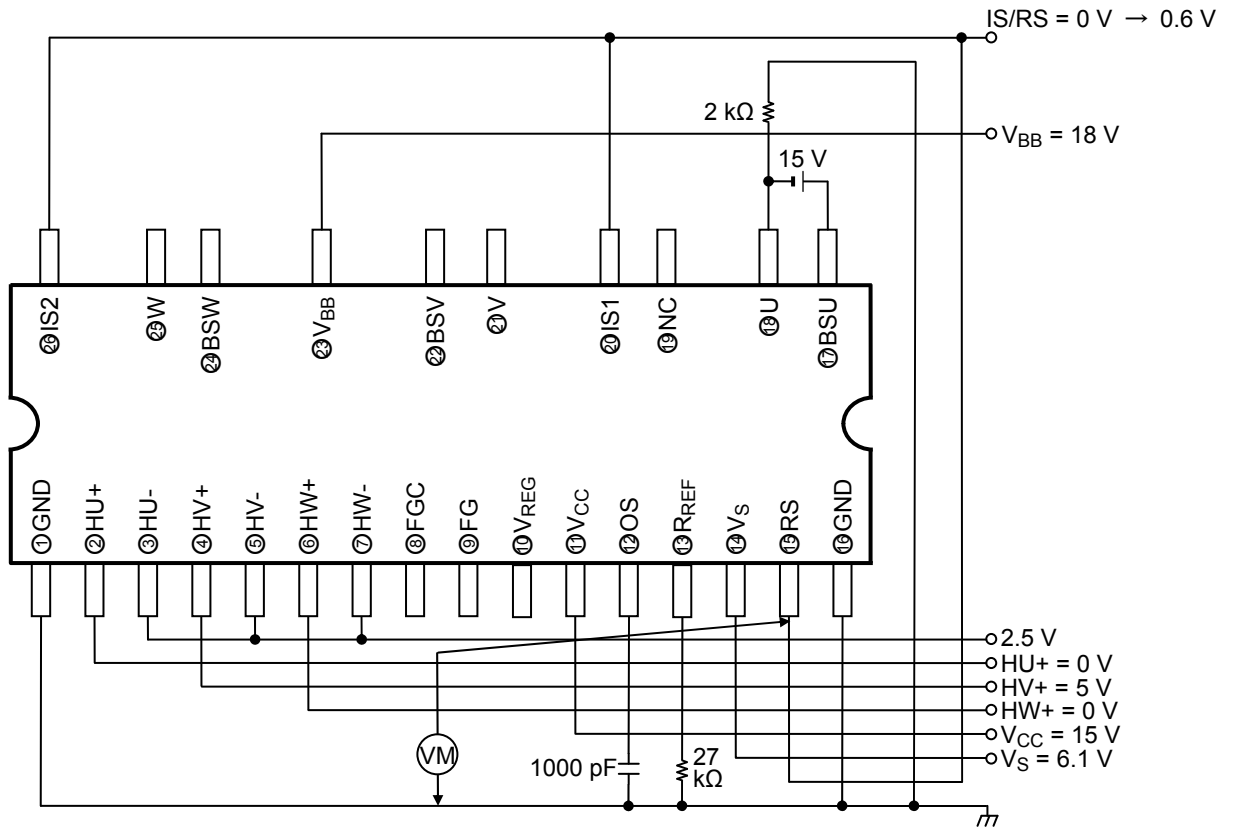 IS/RS = 0 V → 0.6 V
2 kΩ
V_BB = 18 V
15 V
㉖IS2
㉕W
㉔BSW
㉓V_BB
㉒BSV
㉑V
⑳IS1
⑲NC
⑱U
⑰BSU
①GND
②HU+
③HU-
④HV+
⑤HV-
⑥HW+
⑦HW-
⑧FGC
⑨FG
⑩V_REG
⑪V_CC
⑫OS
⑬R_REF
⑭V_S
⑮RS
⑯GND
2.5 V
HU+ = 0 V
HV+ = 5 V
HW+ = 0 V
V_CC = 15 V
V_S = 6.1 V
VM
1000 pF
27
kΩ